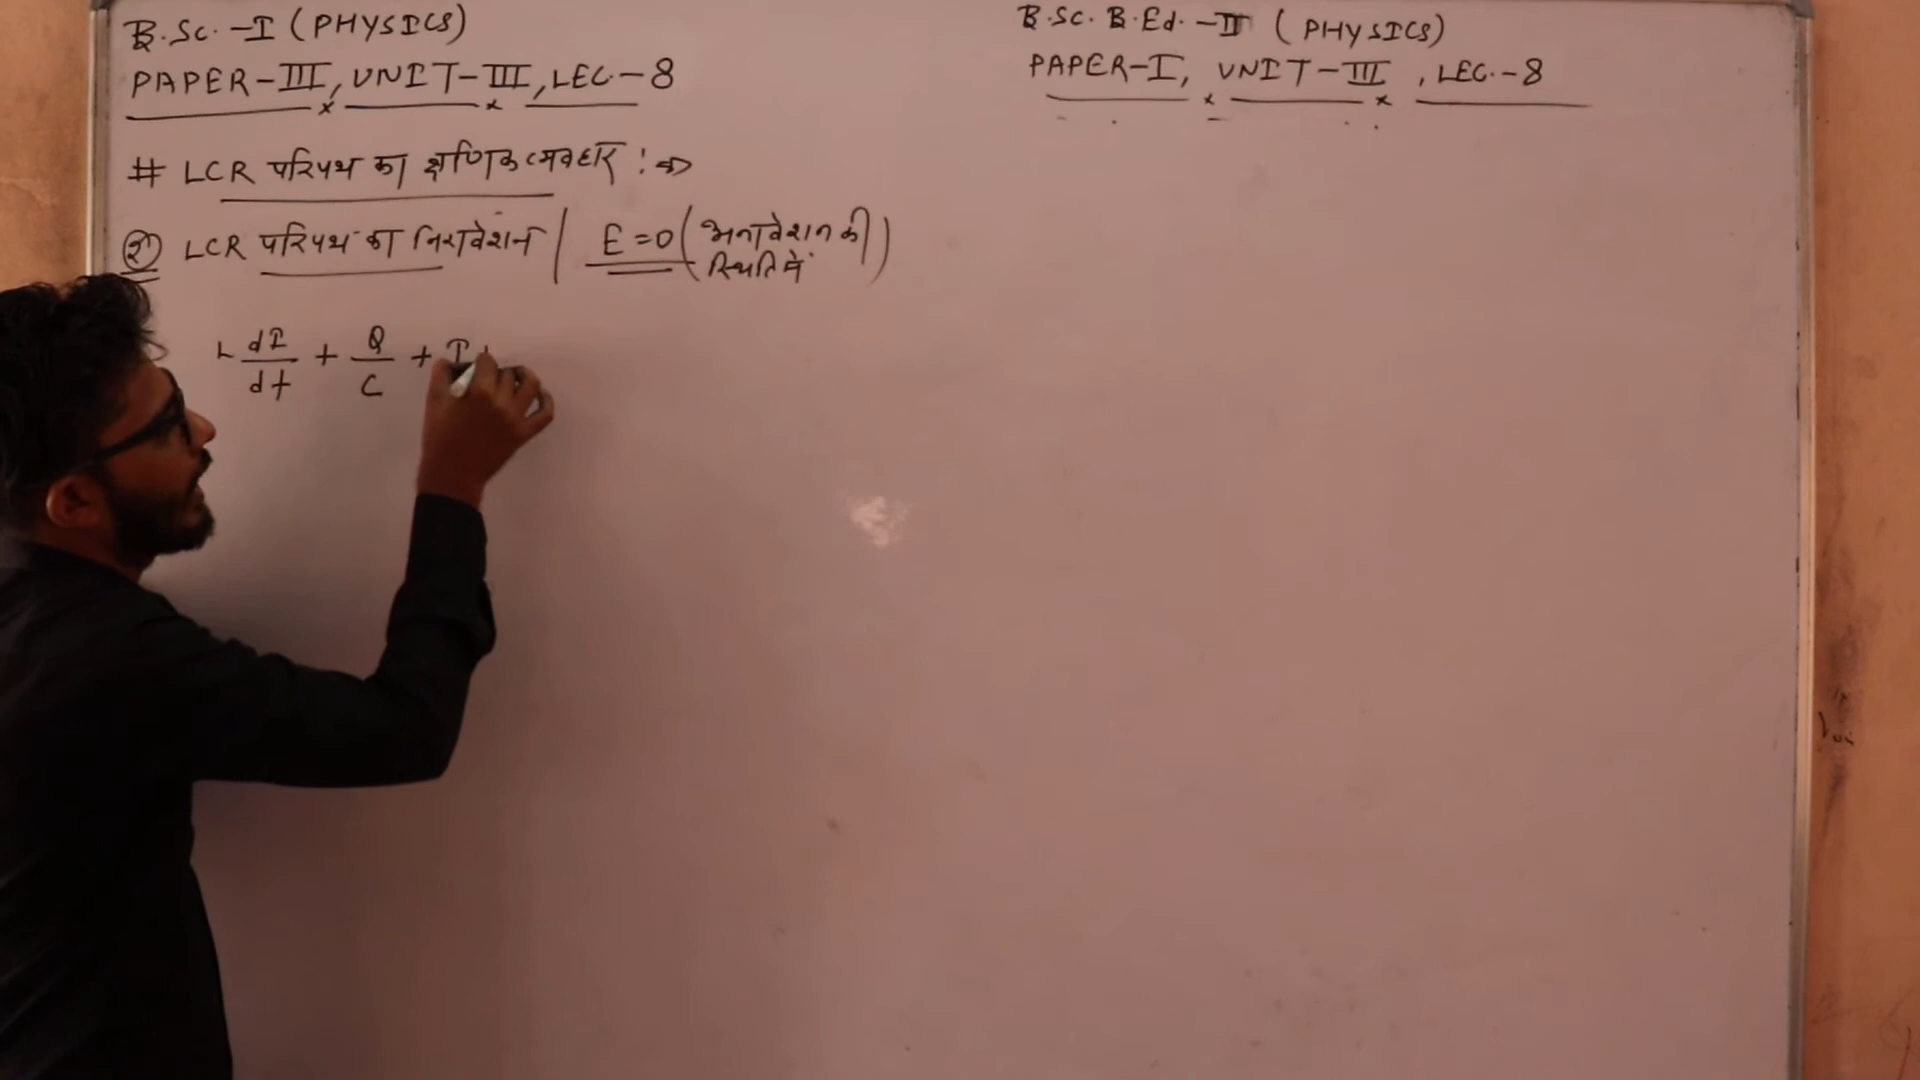 B.Sc.-I (PHYSICS)
PAPER-III, UNIT-III, LEC.-8
B.Sc. B.Ed.-II (PHYSICS)
PAPER-I, UNIT-III, LEC.-8
# LCR परिपथ का क्षणिक व्यवहार :⇒
② LCR परिपथ का निरावेशन / E=0 (अनावेशन की स्थिति में)
L dI/dt + Q/C + I